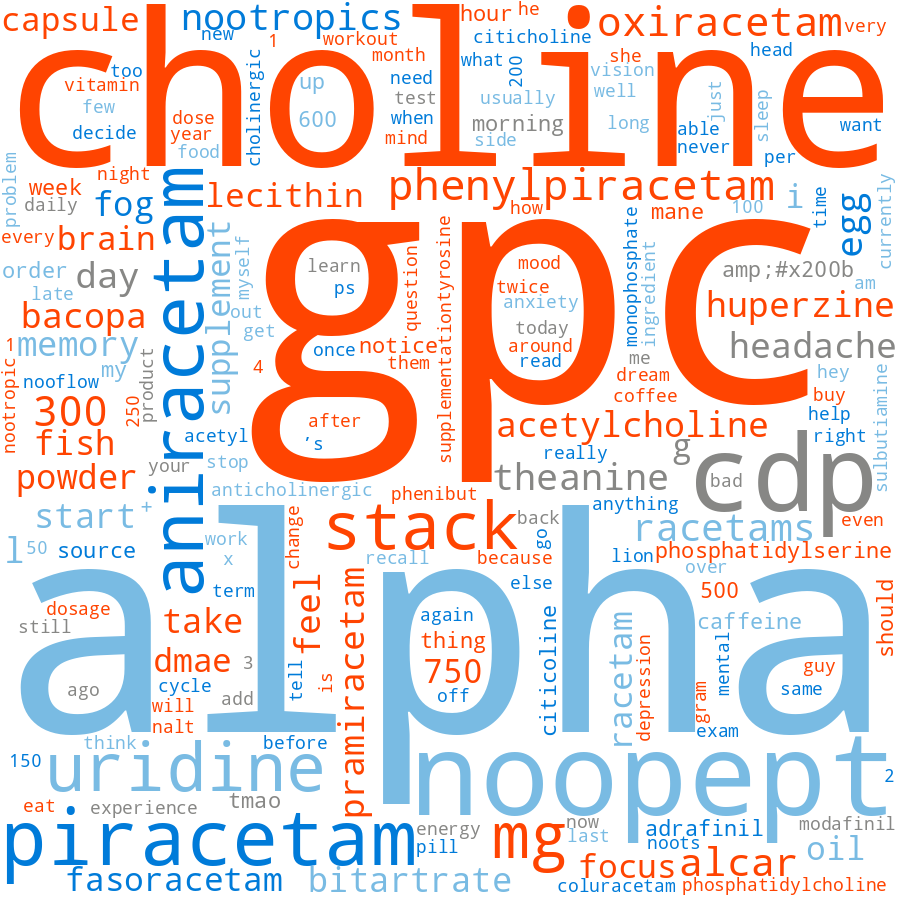 capsule
nootropics
hour
he
oxiracetam
very
new
1
workout
citicholine
she
too
vitamin
few
decide
dose
year
food
cholinergic
up
600
month
what
need
test
when
mind
200
usually
morning
side
vision
well
long
head
just
able
never
sleep
per
want
choline
problem
week
night
daily
fog
lecithin
phenylpiracetam
i
how
mane
100
time
egg
currently
every
brain
aniracetam
gpc
order
day
late
supplement
myself
out
get
learn
ps
question
supplementationtyrosine
mood
twice
anxiety
today
around
read
monophosphate
ingredient
me
amp;#x200b
am
huperzine
bacopa
memory
my
nooflow
product
once
notice
them
4
dream
coffee
headache
hey
buy
help
right
nootropic
1
300
250
fish
acetyl
after
’s
acetylcholine
really
g
cdp
bad
sulbutiamine
powder
your
stop
anticholinergic
phenibut
theanine
anything
start
+
l
50
source
work
x
term
change
stack
recall
back
because
go
else
racetams
lion
phosphatidylserine
over
even
500
alpha
dosage
still
take
feel
pramiracetam
again
thing
750
off
citicoline
racetam
depression
caffeine
gram
mental
guy
same
exam
should
ago
dmae
3
cycle
add
tell
is
will
nalt
think
before
150
uridine
noopept
2
eat
experience
tmao
piracetam
energy
pill
mg
now
last
adrafinil
noots
modafinil
oil
fasoracetam
bitartrate
focus
alcar
coluracetam
phosphatidylcholine